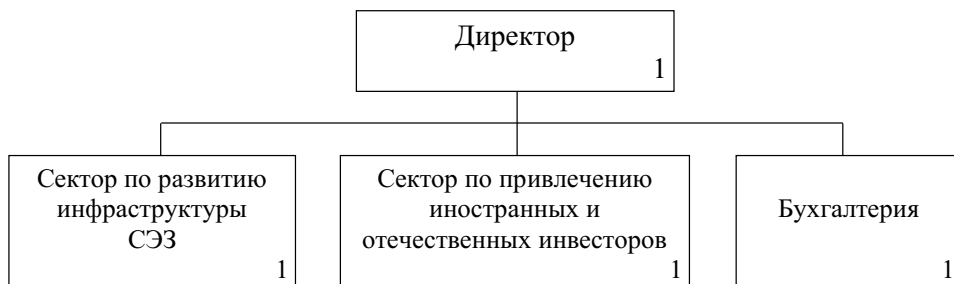 Директор
1
Сектор по развитию
инфраструктуры
СЭЗ
1
Сектор по привлечению
иностранных и
отечественных инвесторов
1
Бухгалтерия
1